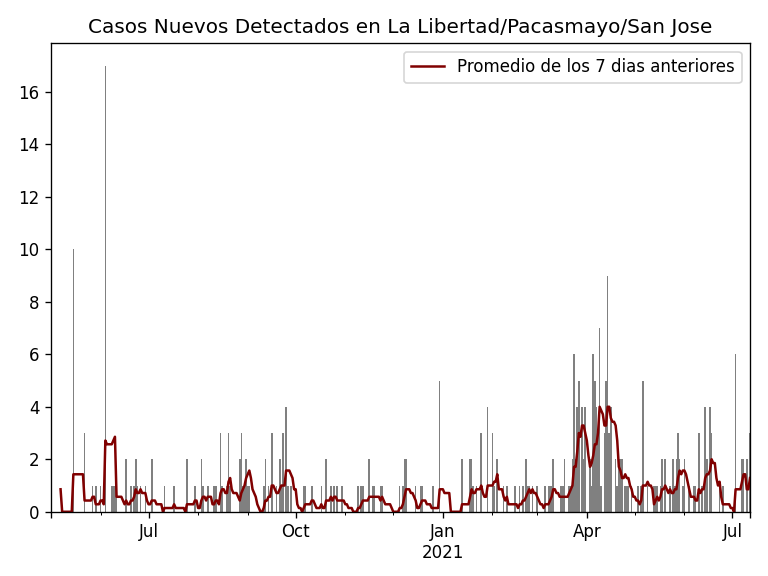 Casos Nuevos Detectados en La Libertad/Pacasmayo/San Jose
Promedio de los 7 dias anteriores
16
14
12
10
8
6
4
2
0
Jul
Oct
Jan
2021
Apr
Jul